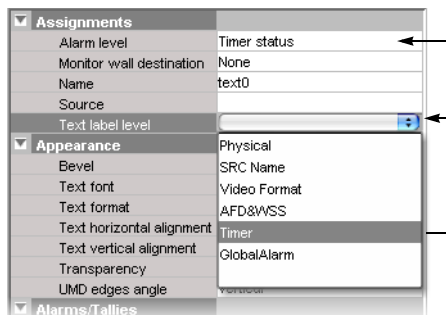 Assignments
Alarm level Timer status
Monitor wall destination None
Name text0
Source
Text label level
Physical
Appearance
Bevel SRC Name
Text font Video Format
Text format AFD&WSS
Text horizontal alignment Timer
Text vertical alignment GlobalAlarm
Transparency
UMD edges angle Vertical
Alarms/Tallies